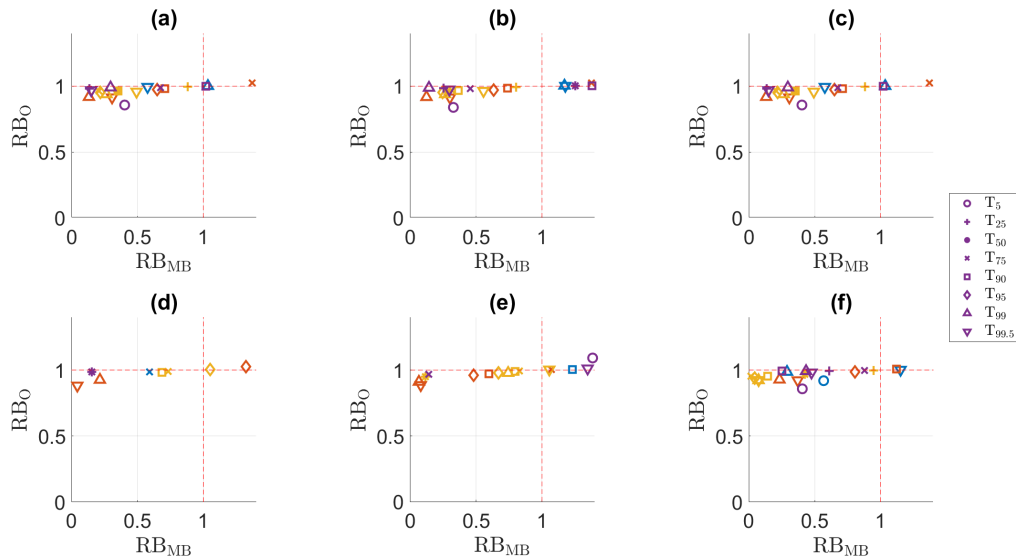 (a)
(b)
(c)
1
0.5
0
RB_O
0 0.5 1
RB_MB
1
0.5
0
RB_O
0 0.5 1
RB_MB
1
0.5
0
RB_O
0 0.5 1
RB_MB
T_5
T_25
T_50
T_75
T_90
T_95
T_99
T_99.5
(d)
(e)
(f)
1
0.5
0
RB_O
0 0.5 1
RB_MB
1
0.5
0
RB_O
0 0.5 1
RB_MB
1
0.5
0
RB_O
0 0.5 1
RB_MB